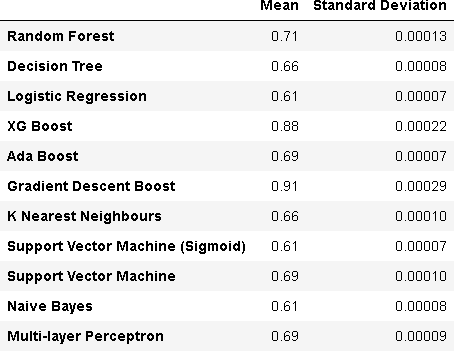 Mean Standard Deviation
Random Forest 0.71 0.00013
Decision Tree 0.66 0.00008
Logistic Regression 0.61 0.00007
XG Boost 0.88 0.00022
Ada Boost 0.69 0.00007
Gradient Descent Boost 0.91 0.00029
K Nearest Neighbours 0.66 0.00010
Support Vector Machine (Sigmoid) 0.61 0.00007
Support Vector Machine 0.69 0.00010
Naive Bayes 0.61 0.00008
Multi-layer Perceptron 0.69 0.00009